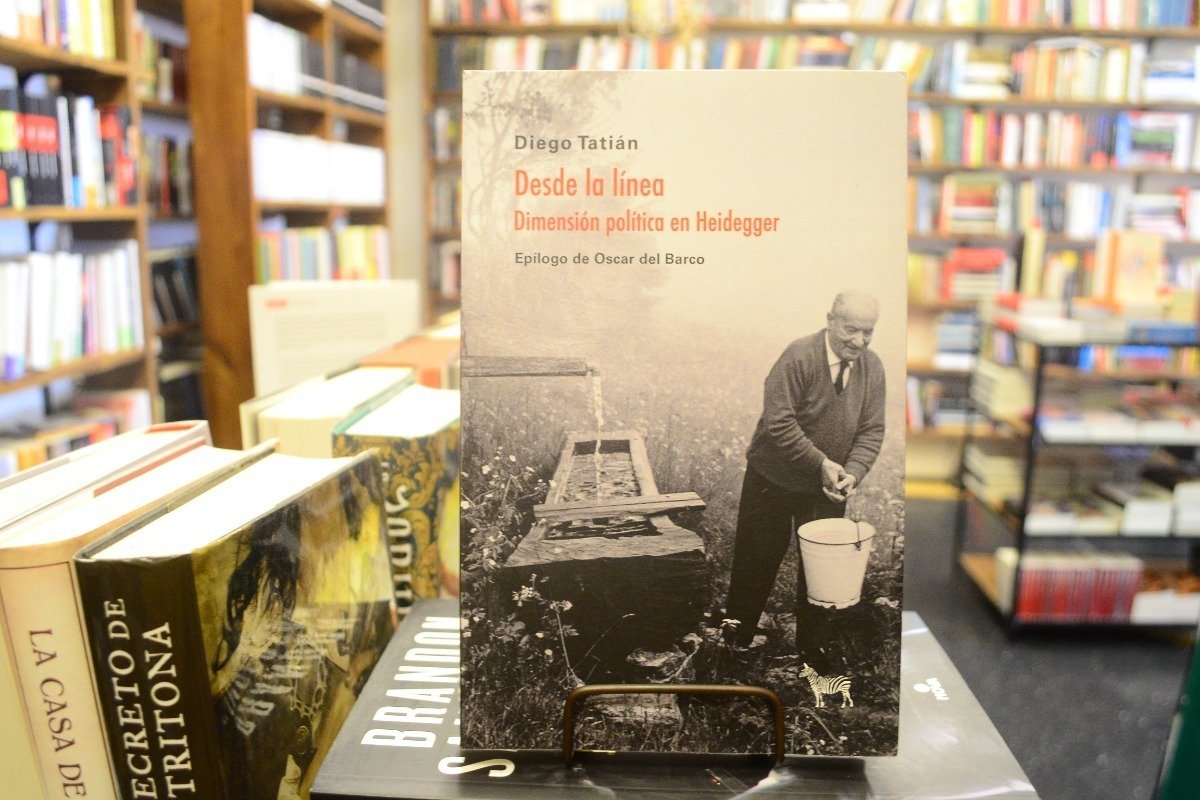 Diego Tatián
Desde la línea
Dimensión política en Heidegger
Epílogo de Oscar del Barco
LA CASA DE
ECRETO DE
TRITONA
BRANDON
S